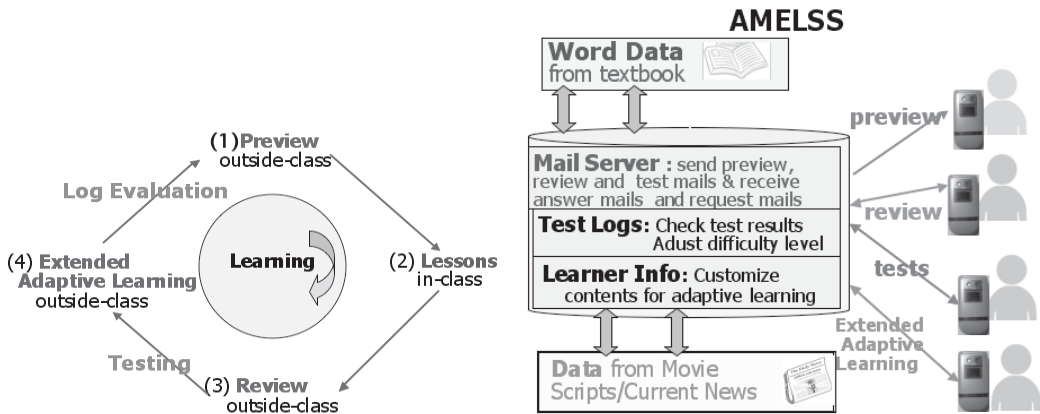 (1) Preview
outside-class
Log Evaluation
Learning
(2) Lessons
in-class
(4) Extended
Adaptive Learning
outside-class
Testing
(3) Review
outside-class
AMELSS
Word Data
from textbook
Mail Server : send preview,
review and test mails & receive
answer mails and request mails
Test Logs: Check test results
Adust difficulty level
Learner Info: Customize
contents for adaptive learning
Data from Movie
Scripts/Current News
preview
review
tests
Extended
Adaptive
Learning